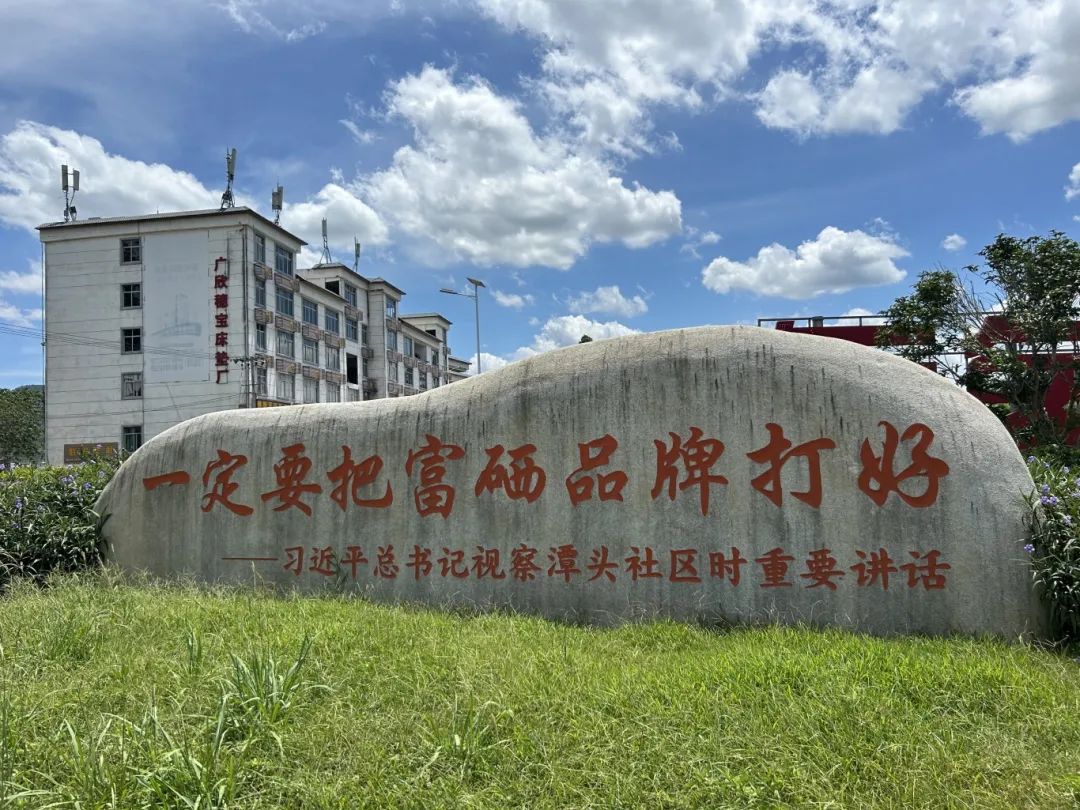 广欣穗宝床垫厂
一定要把富硒品牌打好
——习近平总书记视察潭头社区时重要讲话